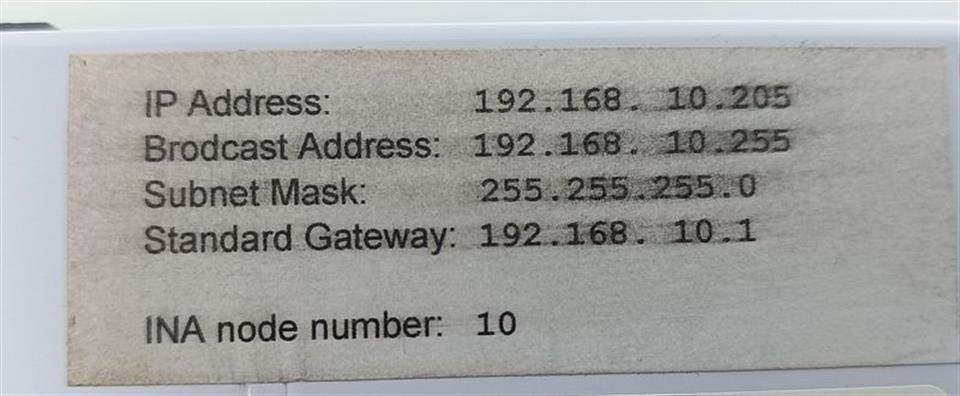 IP Address: 192.168. 10.205
Brodcast Address: 192.168. 10.255
Subnet Mask: 255.255.255.0
Standard Gateway: 192.168. 10.1
INA node number: 10